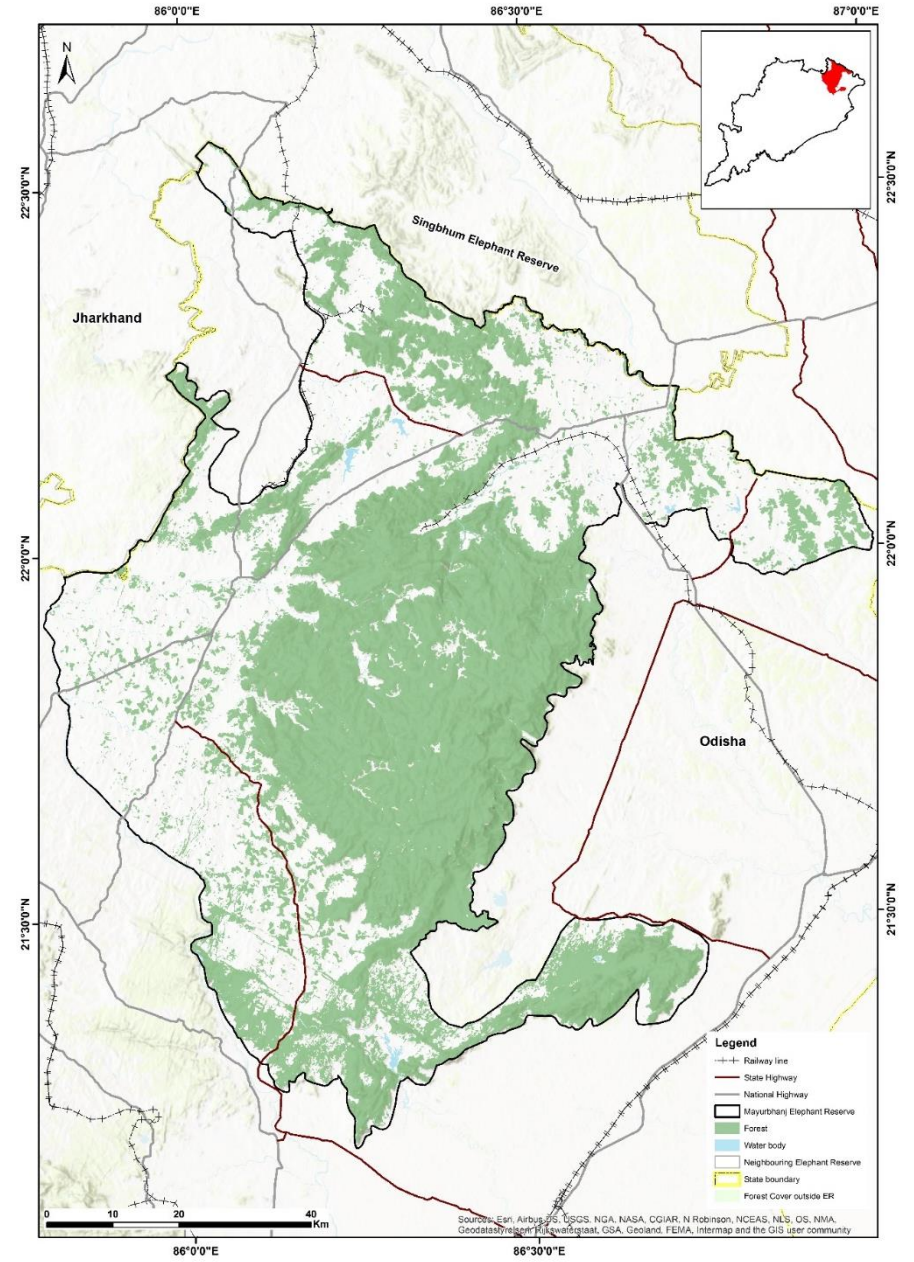 86°0'0"E
86°30'0"E
87°0'0"E
N
22°30'0"N
22°30'0"N
Singbhum Elephant Reserve
Jharkhand
22°0'0"N
22°0'0"N
Odisha
21°30'0"N
21°30'0"N
Legend
Railway line
State Highway
National Highway
Mayurbhanj Elephant Reserve
Forest
Water body
Neighbouring Elephant Reserve
State boundary
Forest Cover outside ER
0 10 20 40
Km
Sources: Esri, Airbus DS, USGS, NGA, NASA, CGIAR, N Robinson, NCEAS, NLS, OS, NMA,
Geodatastyrelsen, Rijkswaterstaat, GSA, Geoland, FEMA, Intermap and the GIS user community
86°0'0"E
86°30'0"E